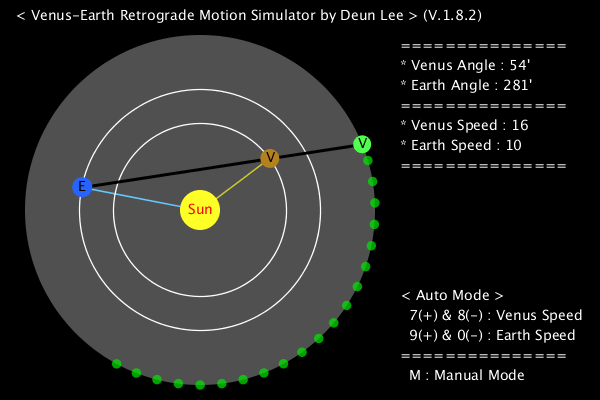 < Venus-Earth Retrograde Motion Simulator by Deun Lee > (V.1.8.2)
===============
* Venus Angle : 54'
* Earth Angle : 281'
===============
* Venus Speed : 16
* Earth Speed : 10
===============
V
V
E
Sun
< Auto Mode >
7(+) & 8(-) : Venus Speed
9(+) & 0(-) : Earth Speed
===============
M : Manual Mode